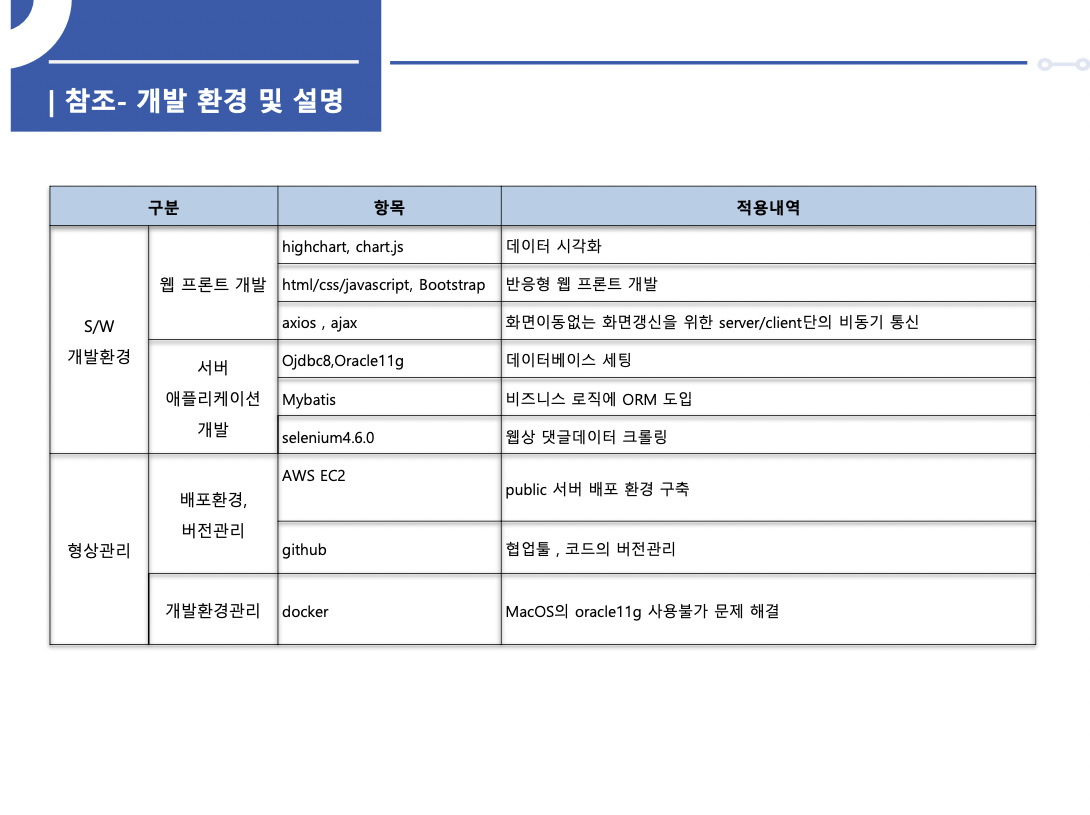 | 참조- 개발 환경 및 설명
구분 항목 적용내역
S/W
개발환경
웹 프론트 개발
highchart, chart.js 데이터 시각화
html/css/javascript, Bootstrap 반응형 웹 프론트 개발
axios , ajax 화면이동없는 화면갱신을 위한 server/client단의 비동기 통신
서버
애플리케이션
개발
Ojdbc8,Oracle11g 데이터베이스 세팅
Mybatis 비즈니스 로직에 ORM 도입
selenium4.6.0 웹상 댓글데이터 크롤링
형상관리
배포환경,
버전관리
AWS EC2 public 서버 배포 환경 구축
github 협업툴 , 코드의 버전관리
개발환경관리 docker MacOS의 oracle11g 사용불가 문제 해결